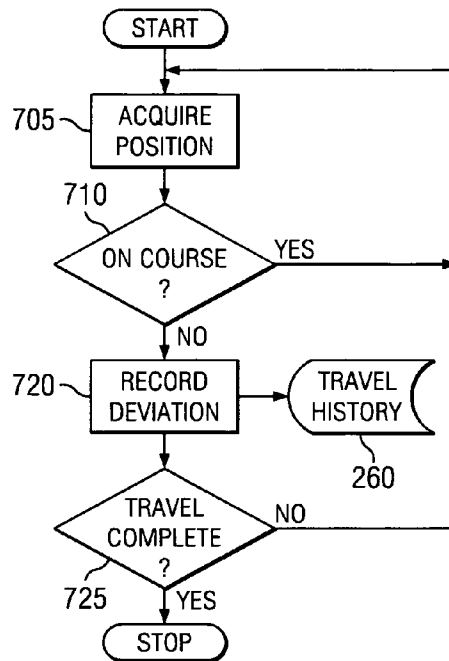 START
705
ACQUIRE
POSITION
710
ON COURSE
?
YES
NO
720
RECORD
DEVIATION
TRAVEL
HISTORY
260
TRAVEL
COMPLETE
?
NO
725
YES
STOP